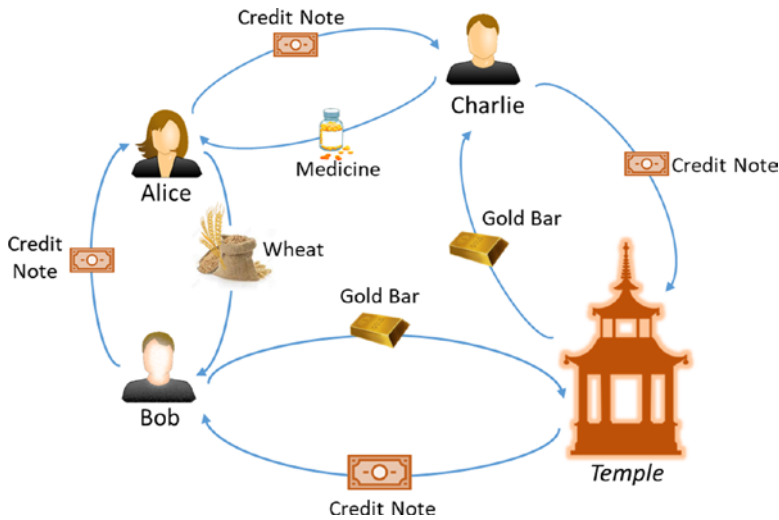 Credit Note
Charlie
Medicine
Alice
Credit Note
Gold Bar
Credit
Note
Wheat
Gold Bar
Bob
Temple
Credit Note